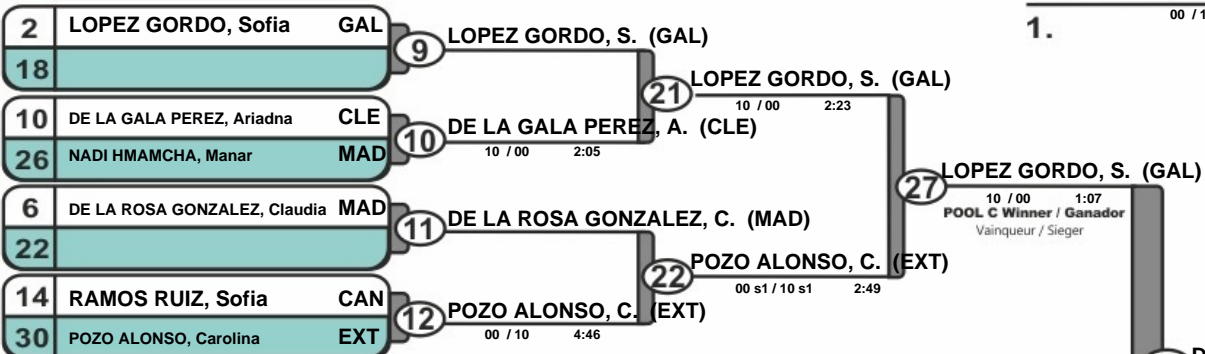 2 LOPEZ GORDO, Sofia GAL
18
10 DE LA GALA PEREZ, Ariadna CLE
26 NADI HMAMCHA, Manar MAD
6 DE LA ROSA GONZALEZ, Claudia MAD
22
14 RAMOS RUIZ, Sofia CAN
30 POZO ALONSO, Carolina EXT
9 LOPEZ GORDO, S. (GAL)
10 DE LA GALA PEREZ, A. (CLE)
10 / 00 2:05
11 DE LA ROSA GONZALEZ, C. (MAD)
12 POZO ALONSO, C. (EXT)
00 / 10 4:46
21 LOPEZ GORDO, S. (GAL)
10 / 00 2:23
22 POZO ALONSO, C. (EXT)
00 s1 / 10 s1 2:49
27 LOPEZ GORDO, S. (GAL)
10 / 00 1:07
POOL C Winner / Ganador
Vainqueur / Sieger
00 / 1
1.